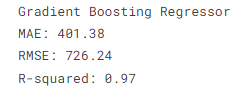 Gradient Boosting Regressor
MAE: 401.38
RMSE: 726.24
R-squared: 0.97